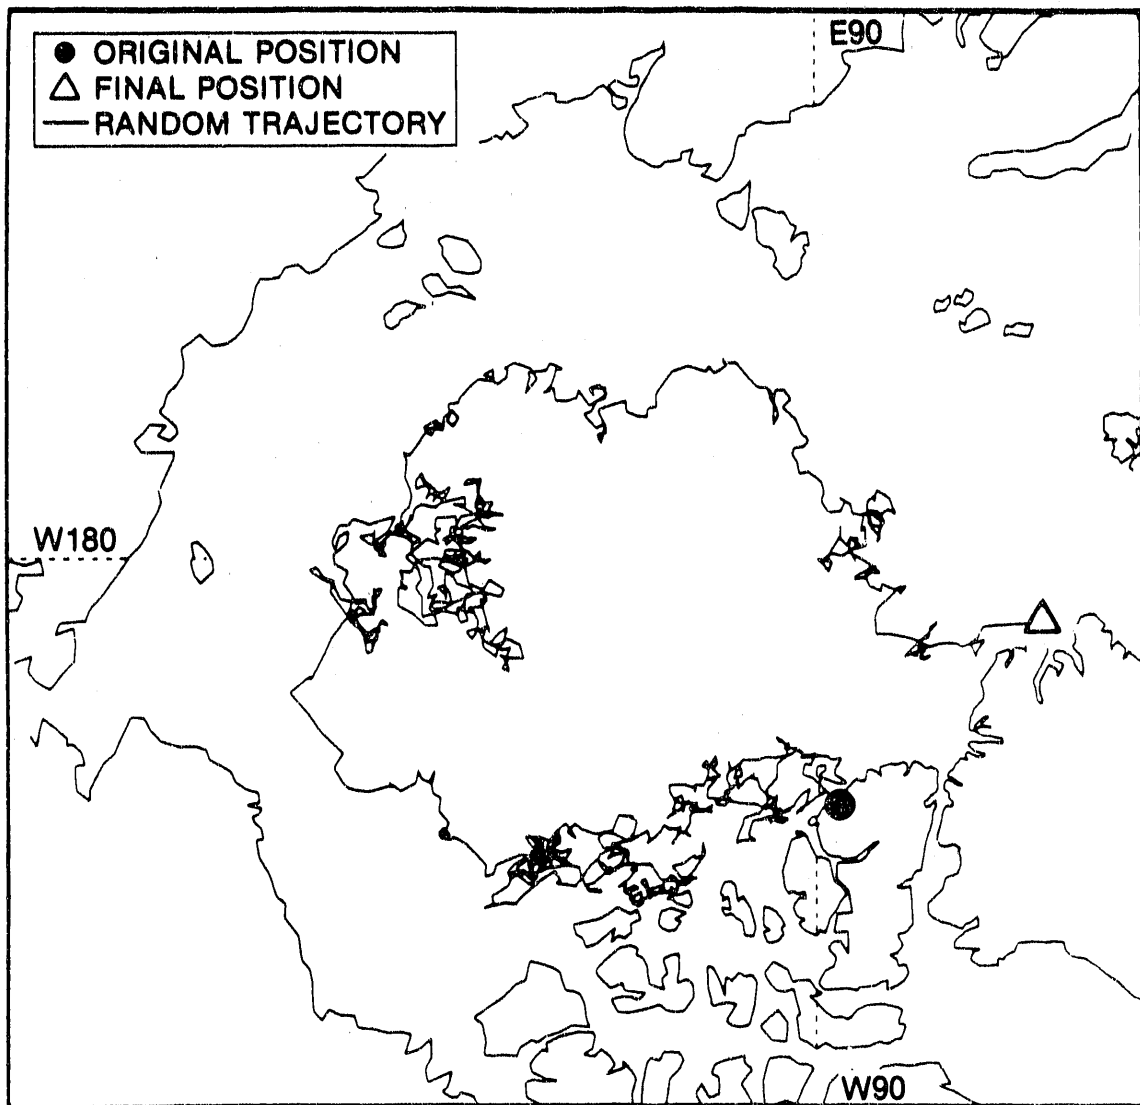 ORIGINAL POSITION
FINAL POSITION
RANDOM TRAJECTORY
E90
W180
W90